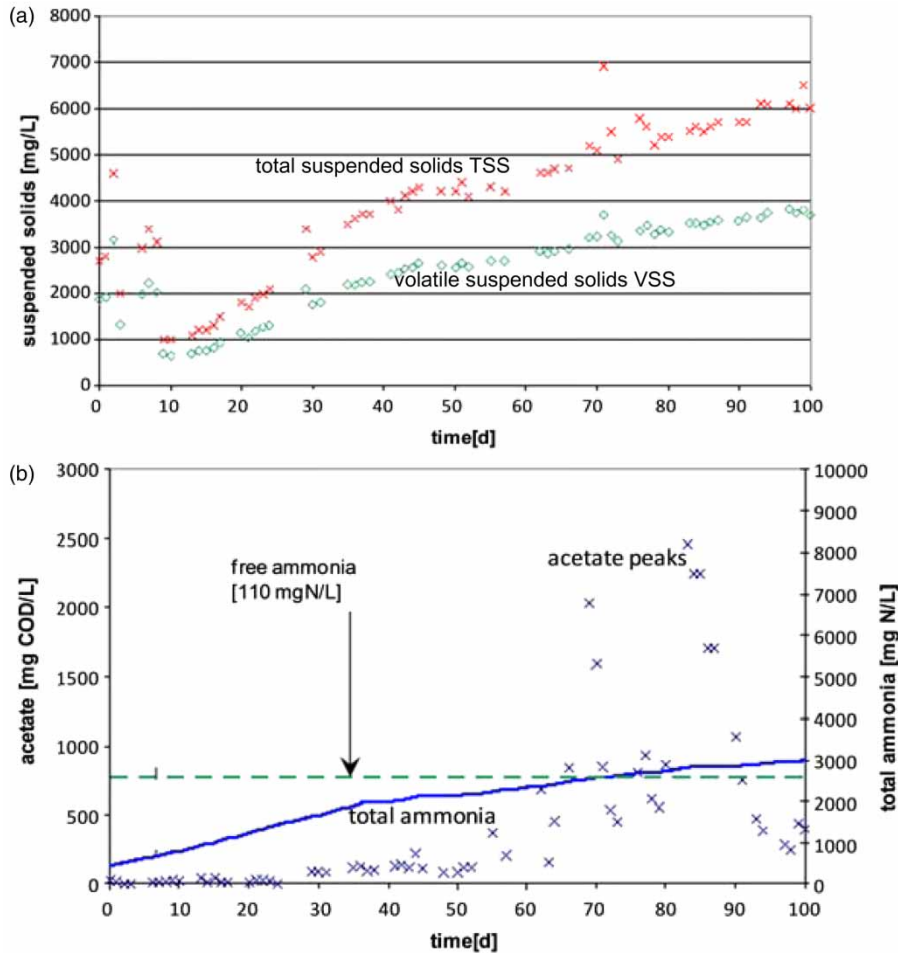 (a)
8000
7000
6000
5000
4000
3000
2000
1000
0
suspended solids [mg/L]
total suspended solids TSS
volatile suspended solids VSS
0 10 20 30 40 50 60 70 80 90 100
time[d]
(b)
3000
2500
2000
1500
1000
500
0
acetate [mg COD/L]
free ammonia
[110 mgN/L]
acetate peaks
total ammonia
10000
9000
8000
7000
6000
5000
4000
3000
2000
1000
0
total ammonia [mg N/L]
0 10 20 30 40 50 60 70 80 90 100
time[d]